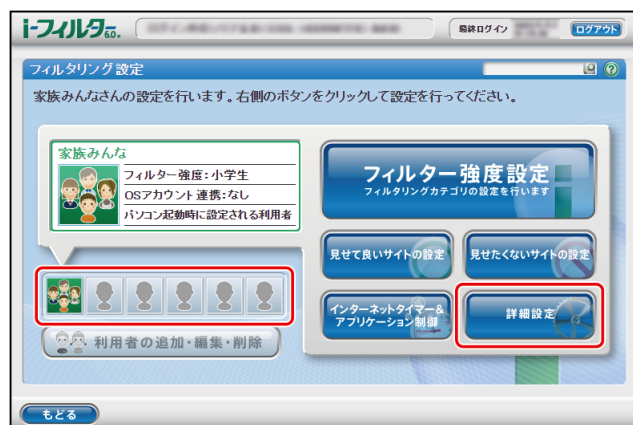 i-フィルター6.0.
最終ログイン
ログアウト
フィルタリング設定
家族みんなさんの設定を行います。右側のボタンをクリックして設定を行ってください。
家族みんな
フィルター強度：小学生
OSアカウント連携：なし
パソコン起動時に設定される利用者
フィルター強度設定
フィルタリングカテゴリの設定を行います
見せて良いサイトの設定
見せたくないサイトの設定
インターネットタイマー&
アプリケーション制御
詳細設定
利用者の追加・編集・削除
もどる